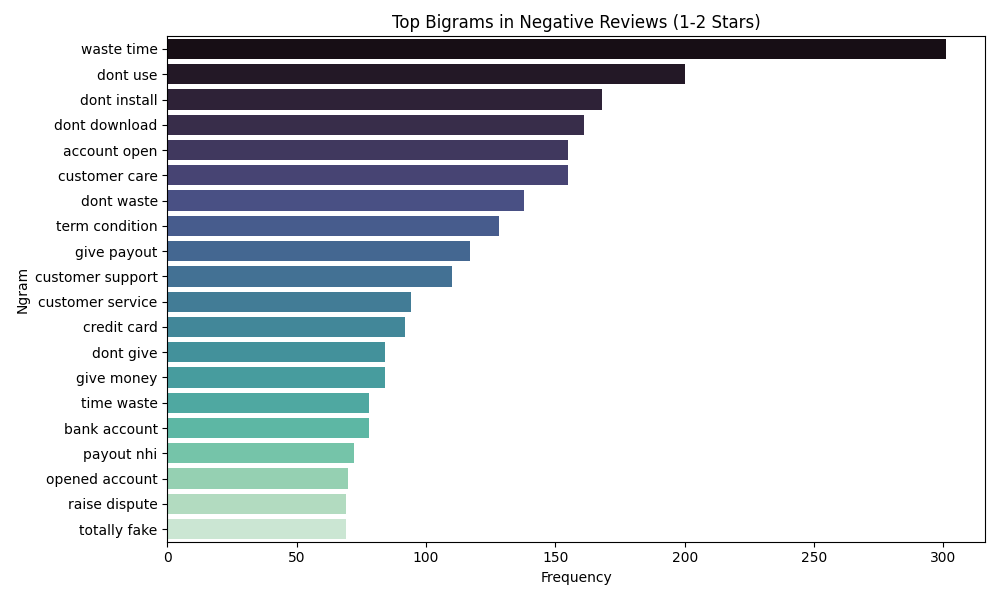 Top Bigrams in Negative Reviews (1-2 Stars)
Ngram
waste time
dont use
dont install
dont download
account open
customer care
dont waste
term condition
give payout
customer support
customer service
credit card
dont give
give money
time waste
bank account
payout nhi
opened account
raise dispute
totally fake
0 50 100 150 200 250 300
Frequency